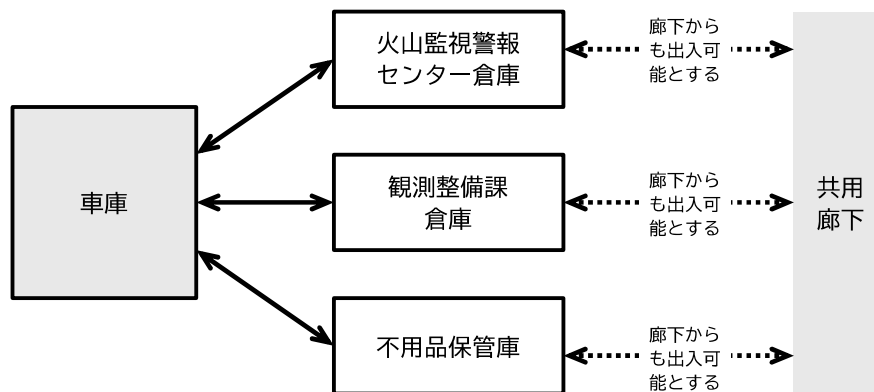 車庫
火山監視警報
センター倉庫
廊下から
も出入可
能とする
観測整備課
倉庫
廊下から
も出入可
能とする
不用品保管庫
廊下から
も出入可
能とする
共用
廊下